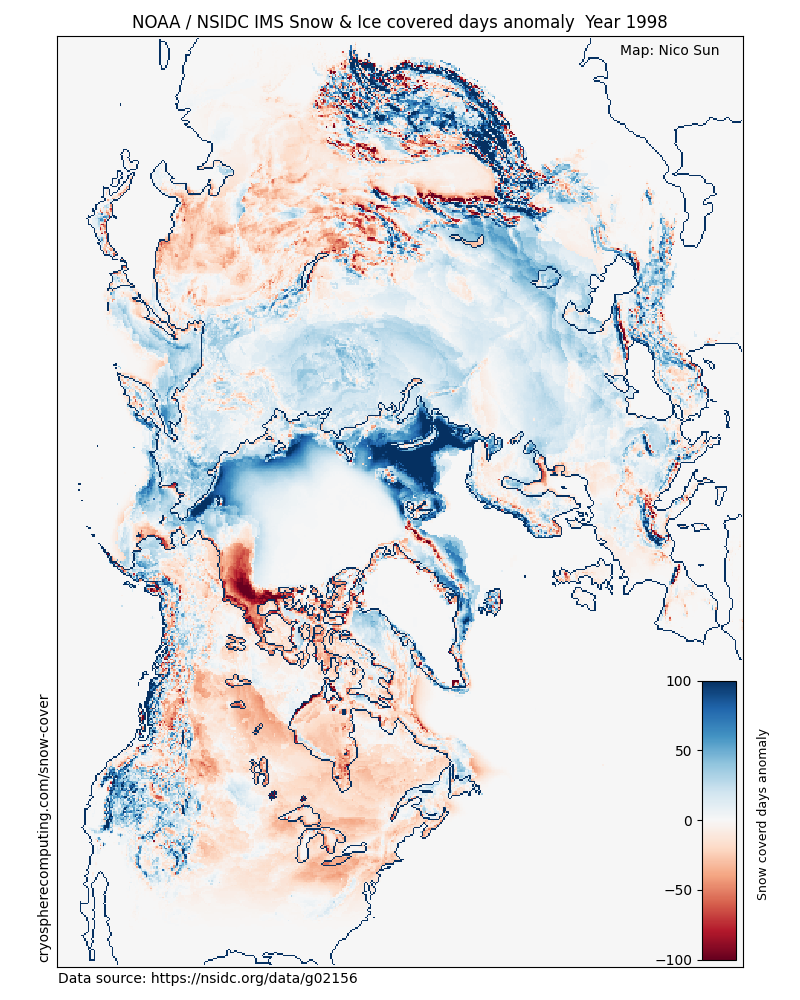 NOAA / NSIDC IMS Snow & Ice covered days anomaly  Year 1998
Map: Nico Sun
cryospherecomputing.com/snow-cover
100
50
0
−50
−100
Snow coverd days anomaly
Data source: https://nsidc.org/data/g02156